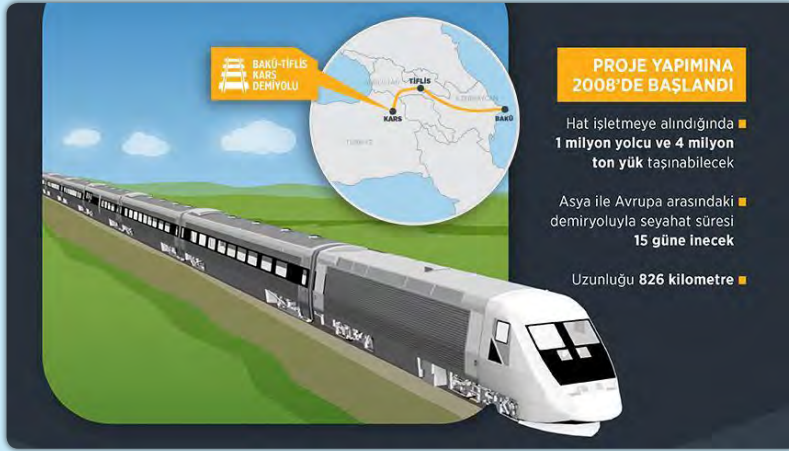 BAKÜ-TİFLİS
KARS
DEMİYOLU
TİFLİS
KARS
BAKÜ
TÜRKİYE
PROJE YAPIMINA
2008'DE BAŞLANDI
Hat işletmeye alındığında
1 milyon yolcu ve 4 milyon
ton yük taşınabilecek
Asya ile Avrupa arasındaki
demiryoluyla seyahat süresi
15 güne inecek
Uzunluğu 826 kilometre